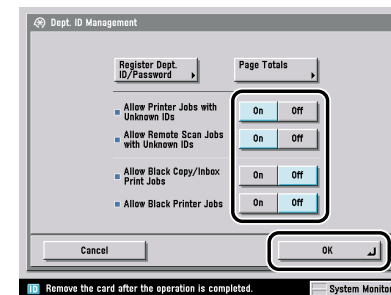 Dept. ID Management
Register Dept.
ID/Password
Page Totals
Allow Printer Jobs with
Unknown IDs
On Off
Allow Remote Scan Jobs
with Unknown IDs
On Off
Allow Black Copy/Inbox
Print Jobs
On Off
Allow Black Printer Jobs
On Off
Cancel
OK
ID Remove the card after the operation is completed.
System Monitor